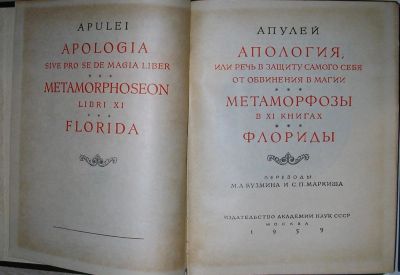 APULEI
APOLOGIA
SIVE PRO SE DE MAGIA LIBER
* * *
METAMORPHOSEON
LIBRI XI
* * *
FLORIDA
АПУЛЕЙ
АПОЛОГИЯ,
ИЛИ РЕЧЬ В ЗАЩИТУ САМОГО СЕБЯ
ОТ ОБВИНЕНИЯ В МАГИИ
* * *
МЕТАМОРФОЗЫ
В XI КНИГАХ
* * *
ФЛОРИДЫ
ПЕРЕВОДЫ
М.А. КУЗМИНА И С.П. МАРКИША
ИЗДАТЕЛЬСТВО АКАДЕМИИ НАУК СССР
МОСКВА
1959